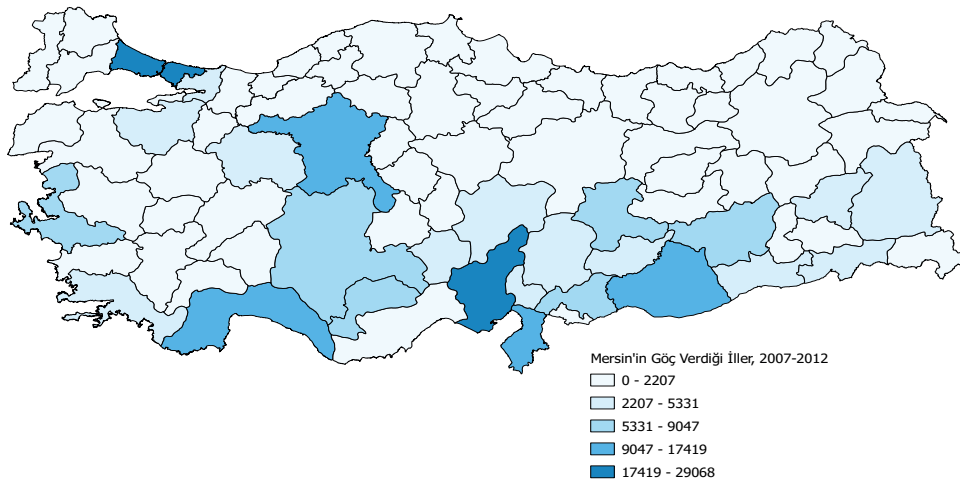 Mersin'in Göç Verdiği İller, 2007-2012
0 - 2207
2207 - 5331
5331 - 9047
9047 - 17419
17419 - 29068